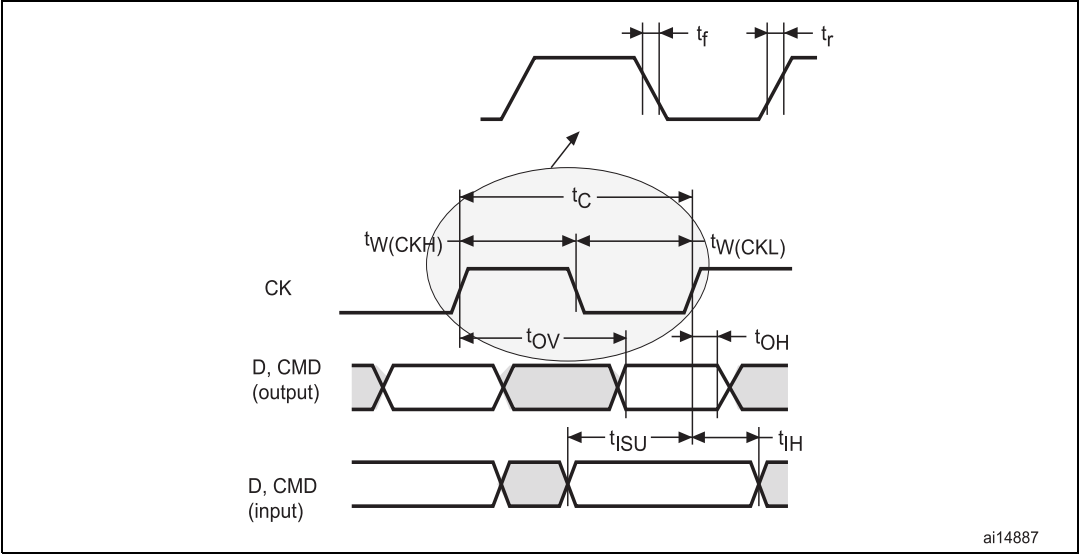 tf
tr
tC
tW(CKH)
tW(CKL)
CK
tOV
tOH
D, CMD
(output)
tISU
tIH
D, CMD
(input)
ai14887